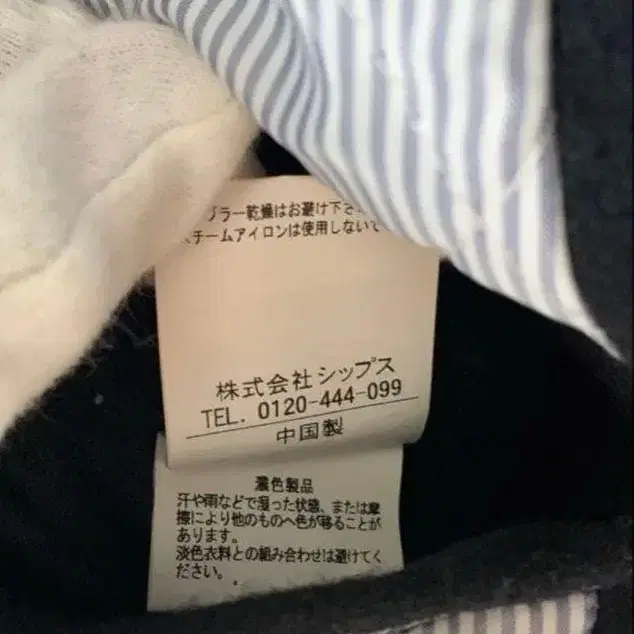 ブラー乾燥はお避け下さ
スチームアイロンは使用しないで
株式会社シップス
TEL. 0120-444-099
中国製
濃色製品
汗や雨などで湿った状態、または摩
擦により他のものへ色が移ることが
あります。
淡色衣料との組み合わせは避けてく
ださい。